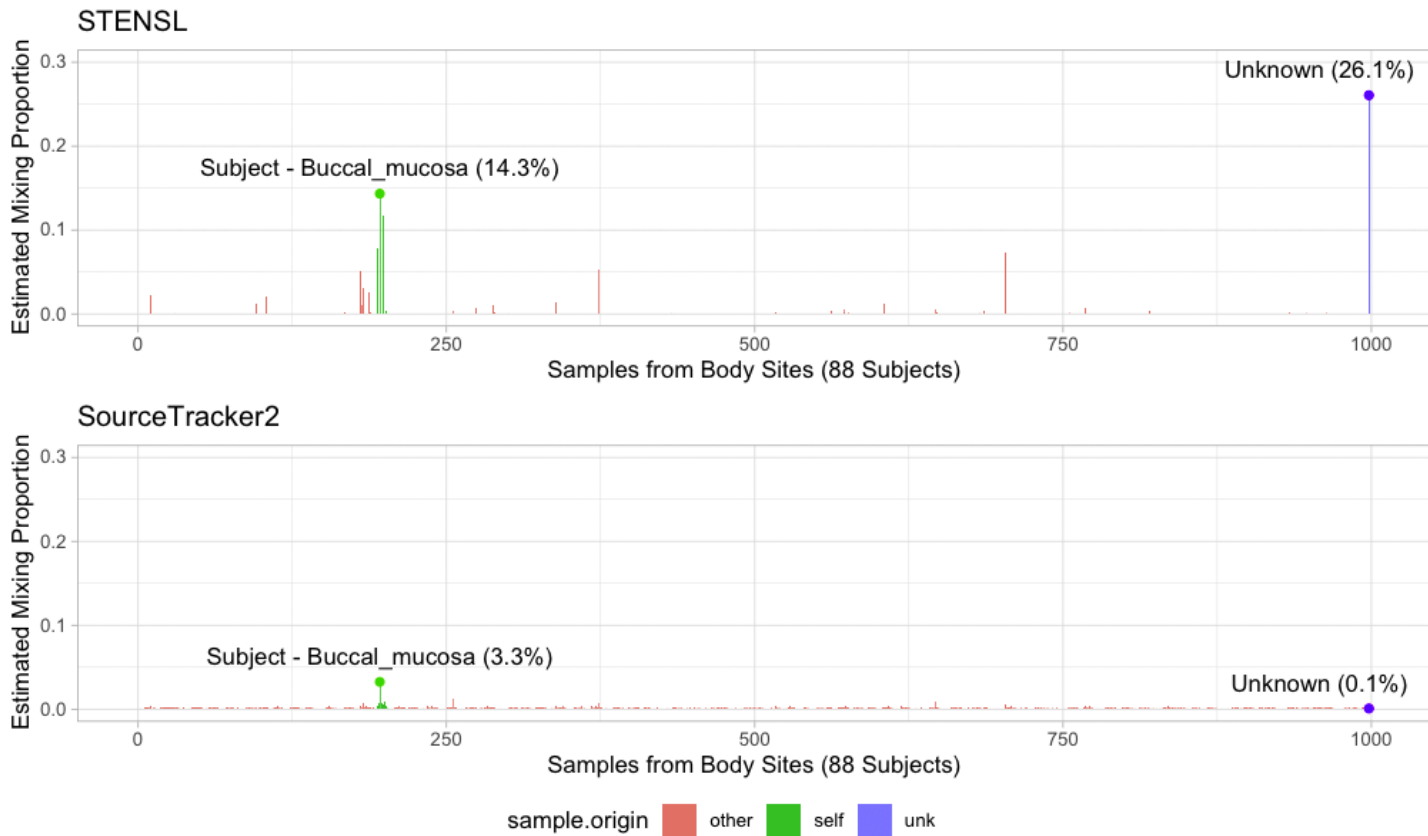 STENSL
Estimated Mixing Proportion
0.3
0.2
0.1
0.0
Unknown (26.1%)
Subject - Buccal_mucosa (14.3%)
0 250 500 750 1000
Samples from Body Sites (88 Subjects)
SourceTracker2
Estimated Mixing Proportion
0.3
0.2
0.1
0.0
Subject - Buccal_mucosa (3.3%)
Unknown (0.1%)
0 250 500 750 1000
Samples from Body Sites (88 Subjects)
sample.origin other self unk